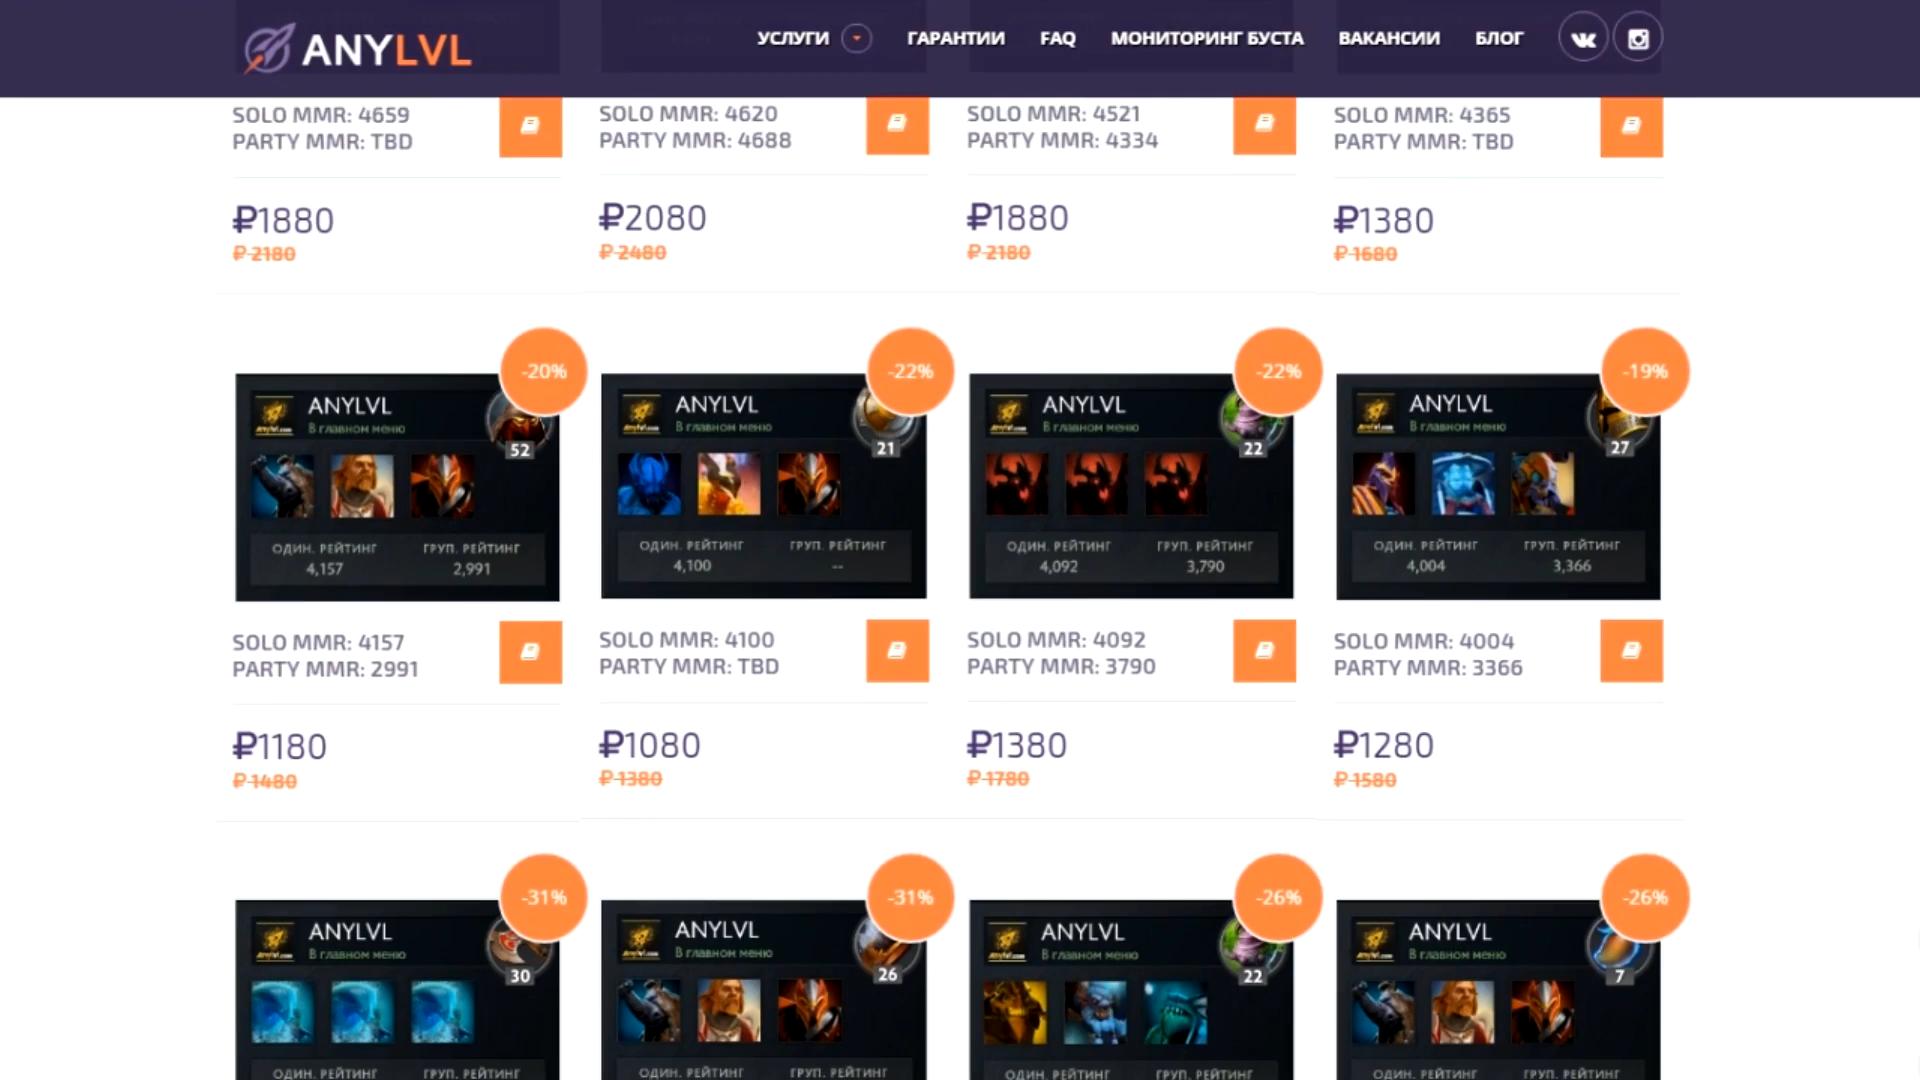 ANYLVL
УСЛУГИ
ГАРАНТИИ
FAQ
МОНИТОРИНГ БУСТА
ВАКАНСИИ
БЛОГ
SOLO MMR: 4659
PARTY MMR: TBD
₽1880
₽ 2180
SOLO MMR: 4620
PARTY MMR: 4688
₽2080
₽ 2480
SOLO MMR: 4521
PARTY MMR: 4334
₽1880
₽ 2180
SOLO MMR: 4365
PARTY MMR: TBD
₽1380
₽ 1680
-20%
ANYLVL
В главном меню
52
ОДИН. РЕЙТИНГ ГРУП. РЕЙТИНГ
4,157 2,991
SOLO MMR: 4157
PARTY MMR: 2991
₽1180
₽ 1480
-22%
ANYLVL
В главном меню
21
ОДИН. РЕЙТИНГ ГРУП. РЕЙТИНГ
4,100 --
SOLO MMR: 4100
PARTY MMR: TBD
₽1080
₽ 1380
-22%
ANYLVL
В главном меню
22
ОДИН. РЕЙТИНГ ГРУП. РЕЙТИНГ
4,092 3,790
SOLO MMR: 4092
PARTY MMR: 3790
₽1380
₽ 1780
-19%
ANYLVL
В главном меню
27
ОДИН. РЕЙТИНГ ГРУП. РЕЙТИНГ
4,004 3,366
SOLO MMR: 4004
PARTY MMR: 3366
₽1280
₽ 1580
-31%
ANYLVL
В главном меню
30
ОДИН. РЕЙТИНГ ГРУП. РЕЙТИНГ
-31%
ANYLVL
В главном меню
26
ОДИН. РЕЙТИНГ ГРУП. РЕЙТИНГ
-26%
ANYLVL
В главном меню
22
ОДИН. РЕЙТИНГ ГРУП. РЕЙТИНГ
-26%
ANYLVL
В главном меню
7
ОДИН. РЕЙТИНГ ГРУП. РЕЙТИНГ